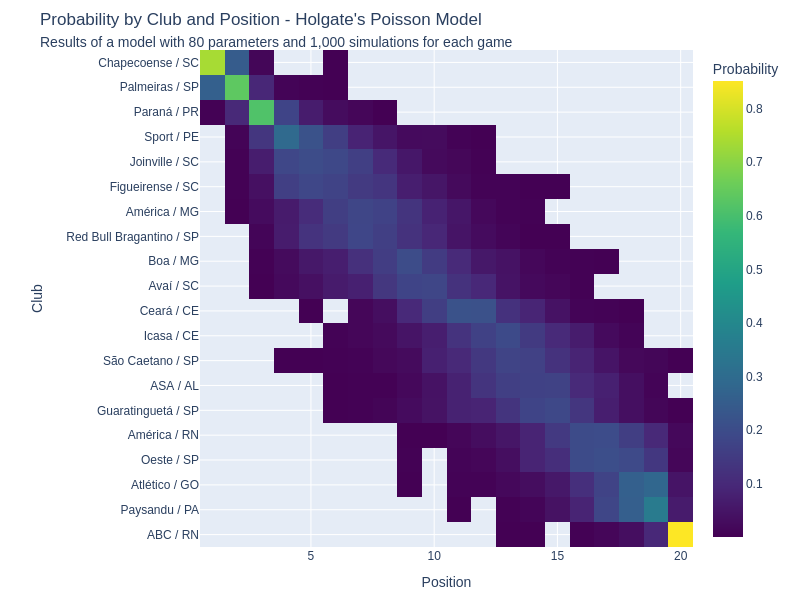 Probability by Club and Position - Holgate's Poisson Model
Results of a model with 80 parameters and 1,000 simulations for each game
Probability
Chapecoense / SC
Palmeiras / SP
Paraná / PR
Sport / PE
Joinville / SC
Figueirense / SC
América / MG
Red Bull Bragantino / SP
Boa / MG
Avaí / SC
Ceará / CE
Icasa / CE
São Caetano / SP
ASA / AL
Guaratinguetá / SP
América / RN
Oeste / SP
Atlético / GO
Paysandu / PA
ABC / RN
Club
0.8
0.7
0.6
0.5
0.4
0.3
0.2
0.1
5
10
15
20
Position